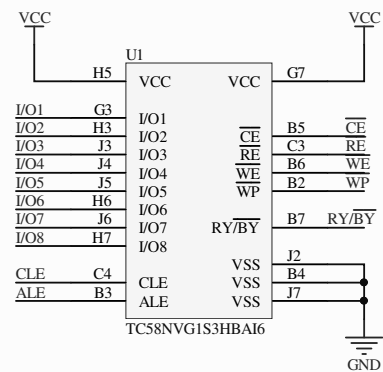 VCC VCC
U1
H5 VCC VCC G7
I/O1 G3 I/O1
I/O2 H3 I/O2 CE B5 CE
I/O3 J3 I/O3 RE C3 RE
I/O4 J4 I/O4 WE B6 WE
I/O5 J5 I/O5 WP B2 WP
I/O6 H6 I/O6
I/O7 J6 I/O7 RY/BY B7 RY/BY
I/O8 H7 I/O8
VSS J2
CLE C4 CLE VSS B4
ALE B3 ALE VSS J7
TC58NVG1S3HBAI6
GND